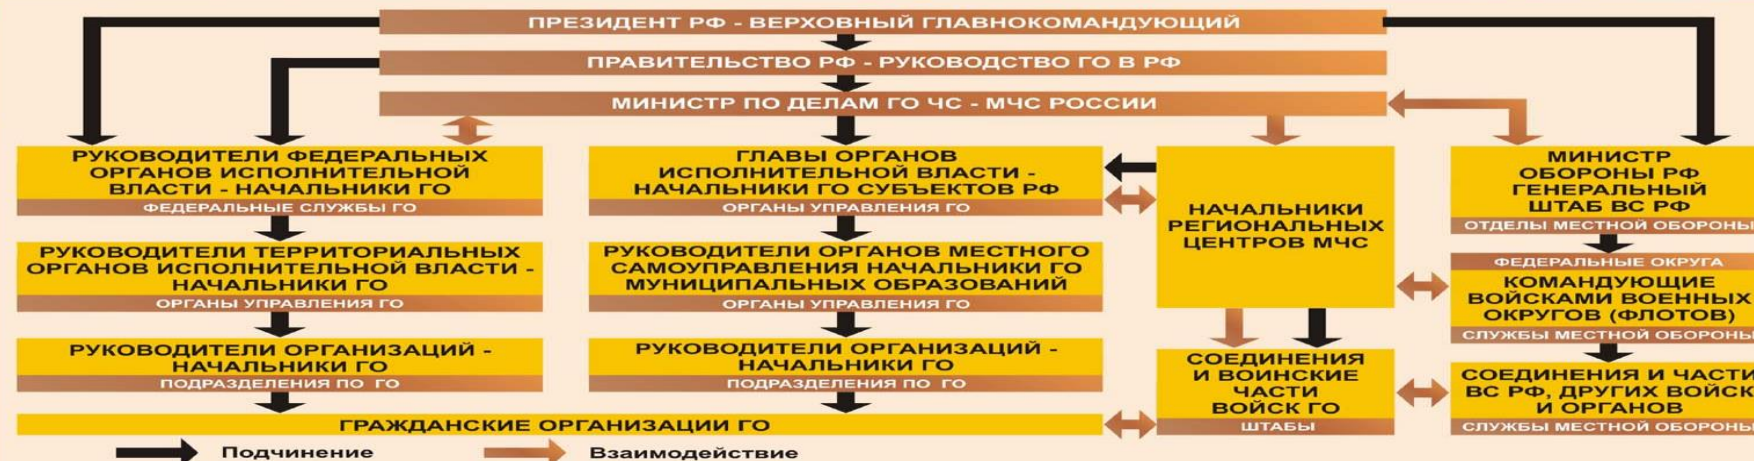 ПРЕЗИДЕНТ РФ - ВЕРХОВНЫЙ ГЛАВНОКОМАНДУЮЩИЙ
ПРАВИТЕЛЬСТВО РФ - РУКОВОДСТВО ГО В РФ
МИНИСТР ПО ДЕЛАМ ГО ЧС - МЧС РОССИИ
РУКОВОДИТЕЛИ ФЕДЕРАЛЬНЫХ
ОРГАНОВ ИСПОЛНИТЕЛЬНОЙ
ВЛАСТИ - НАЧАЛЬНИКИ ГО
ФЕДЕРАЛЬНЫЕ СЛУЖБЫ ГО
РУКОВОДИТЕЛИ ТЕРРИТОРИАЛЬНЫХ
ОРГАНОВ ИСПОЛНИТЕЛЬНОЙ ВЛАСТИ -
НАЧАЛЬНИКИ ГО
ОРГАНЫ УПРАВЛЕНИЯ ГО
РУКОВОДИТЕЛИ ОРГАНИЗАЦИЙ -
НАЧАЛЬНИКИ ГО
ПОДРАЗДЕЛЕНИЯ ПО ГО
ГЛАВЫ ОРГАНОВ
ИСПОЛНИТЕЛЬНОЙ ВЛАСТИ -
НАЧАЛЬНИКИ ГО СУБЪЕКТОВ РФ
ОРГАНЫ УПРАВЛЕНИЯ ГО
РУКОВОДИТЕЛИ ОРГАНОВ МЕСТНОГО
САМОУПРАВЛЕНИЯ НАЧАЛЬНИКИ ГО
МУНИЦИПАЛЬНЫХ ОБРАЗОВАНИЙ
ОРГАНЫ УПРАВЛЕНИЯ ГО
РУКОВОДИТЕЛИ ОРГАНИЗАЦИЙ -
НАЧАЛЬНИКИ ГО
ПОДРАЗДЕЛЕНИЯ ПО ГО
ГРАЖДАНСКИЕ ОРГАНИЗАЦИИ ГО
НАЧАЛЬНИКИ
РЕГИОНАЛЬНЫХ
ЦЕНТРОВ МЧС
СОЕДИНЕНИЯ
И ВОИНСКИЕ
ЧАСТИ
ВОЙСК ГО
ШТАБЫ
МИНИСТР
ОБОРОНЫ РФ
ГЕНЕРАЛЬНЫЙ
ШТАБ ВС РФ
ОТДЕЛЫ МЕСТНОЙ ОБОРОНЫ
ФЕДЕРАЛЬНЫЕ ОКРУГА
КОМАНДУЮЩИЕ
ВОЙСКАМИ ВОЕННЫХ
ОКРУГОВ (ФЛОТОВ)
СЛУЖБЫ МЕСТНОЙ ОБОРОНЫ
СОЕДИНЕНИЯ И ЧАСТИ
ВС РФ, ДРУГИХ ВОЙСК
И ОРГАНОВ
СЛУЖБЫ МЕСТНОЙ ОБОРОНЫ
Подчинение
Взаимодействие